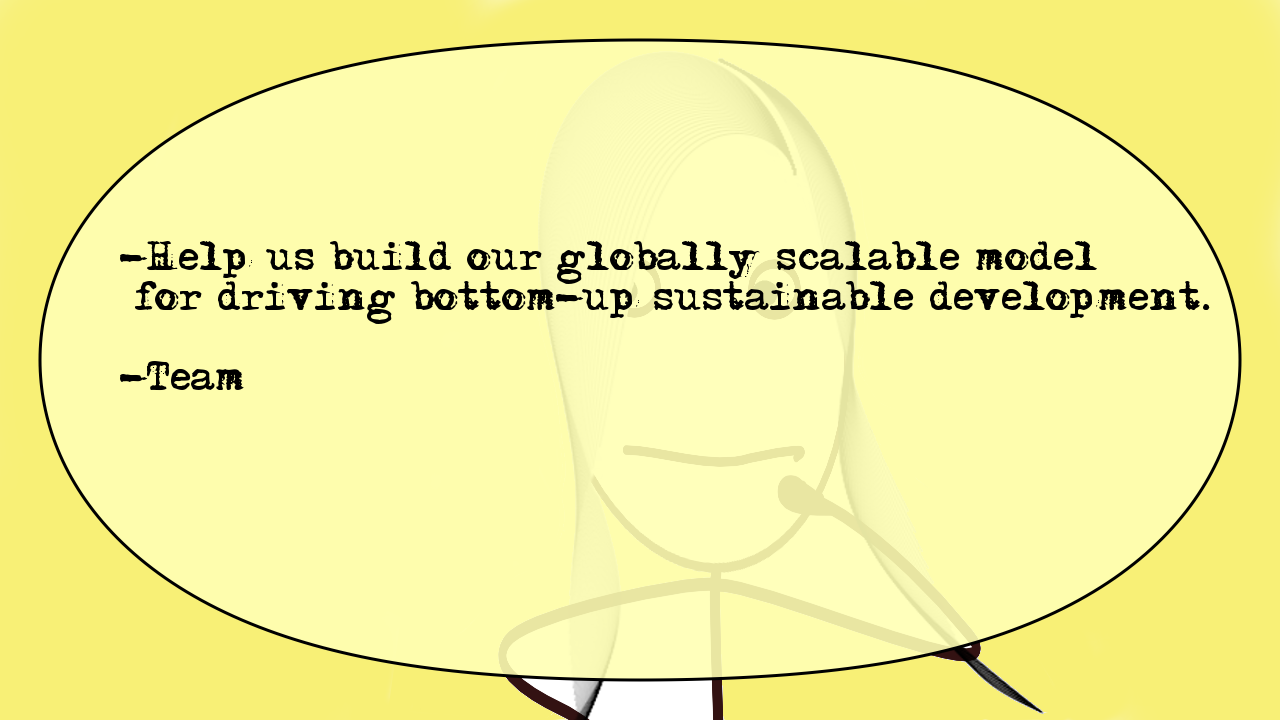 -Help us build our globally scalable model
for driving bottom-up sustainable development.
-Team